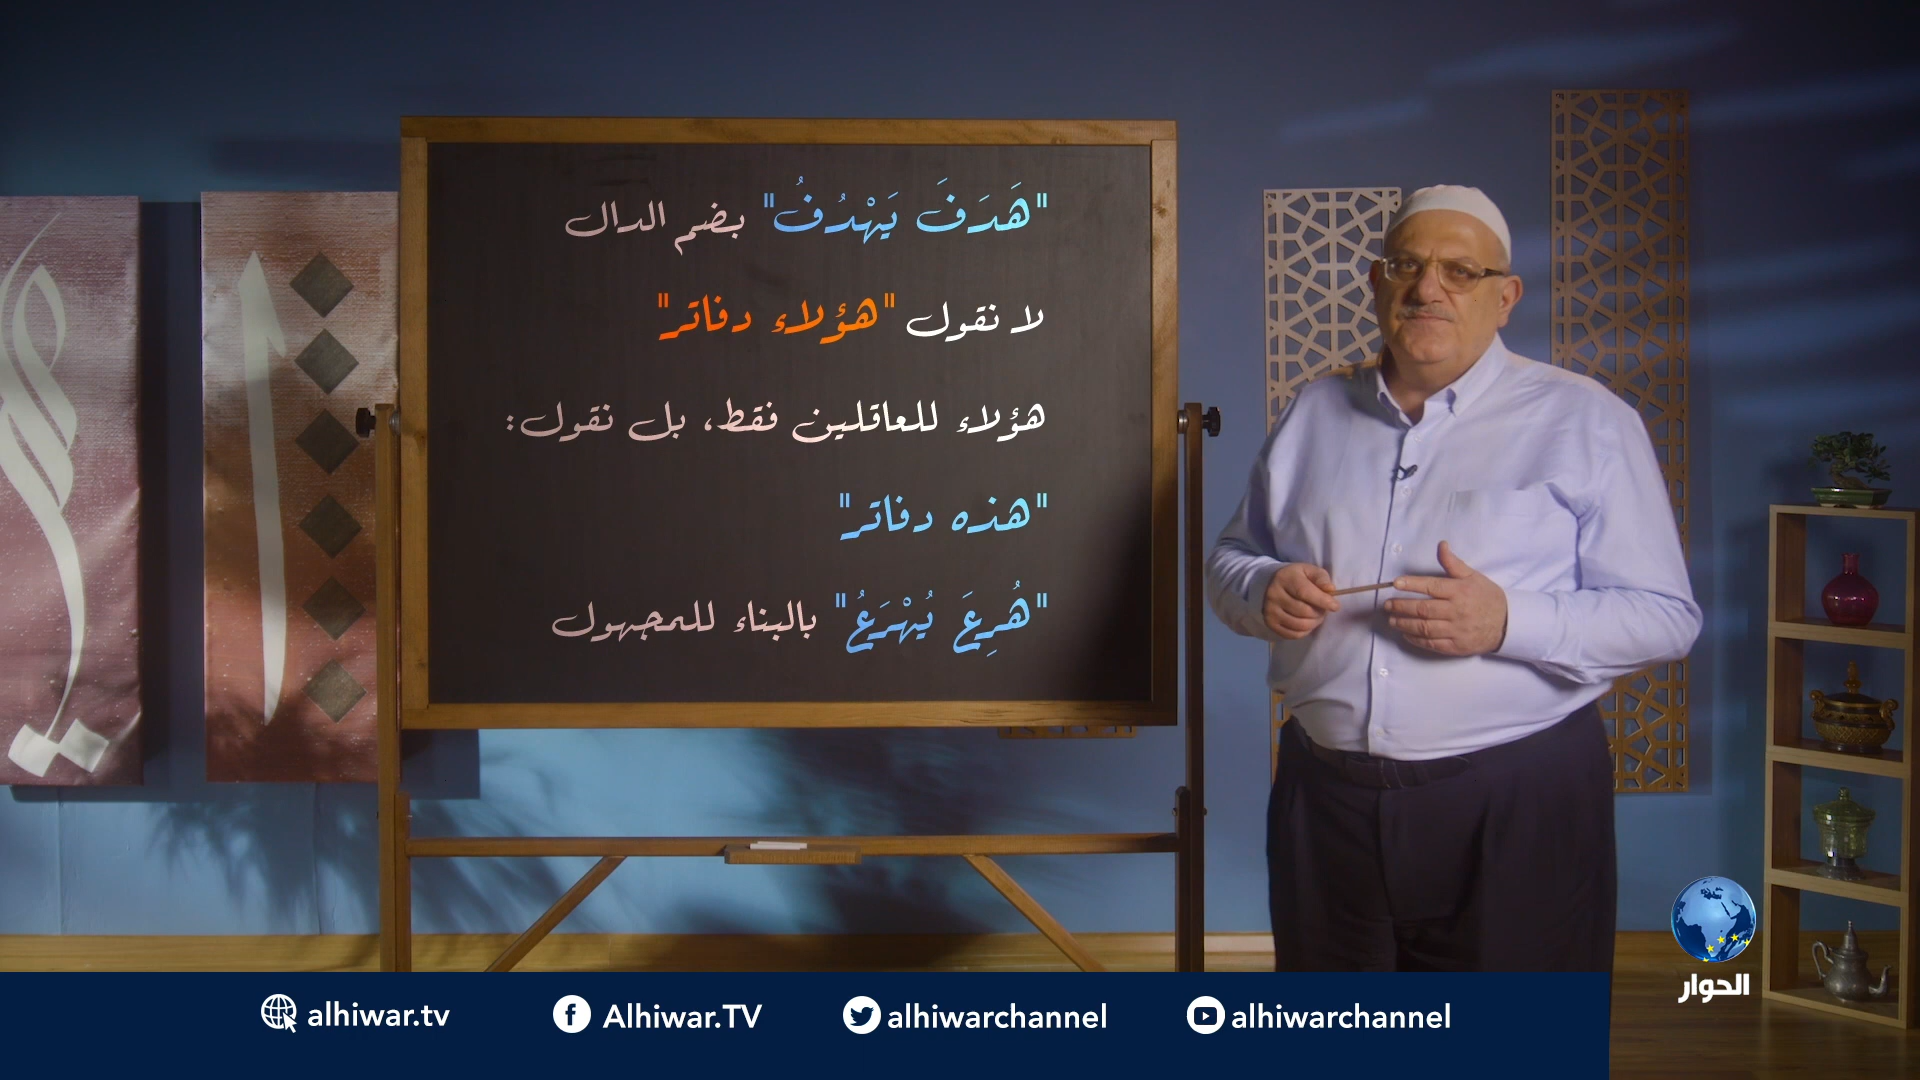 "هَدَفَ يَهْدُفُ" بضم الدال
لا نقول "هؤلاء دفاتر"
هؤلاء للعاقلين فقط، بل نقول:
"هذه دفاتر"
"هُرِعَ يُهْرَعُ" بالبناء للمجهول
الحوار
alhiwar.tv
Alhiwar.TV
alhiwarchannel
alhiwarchannel